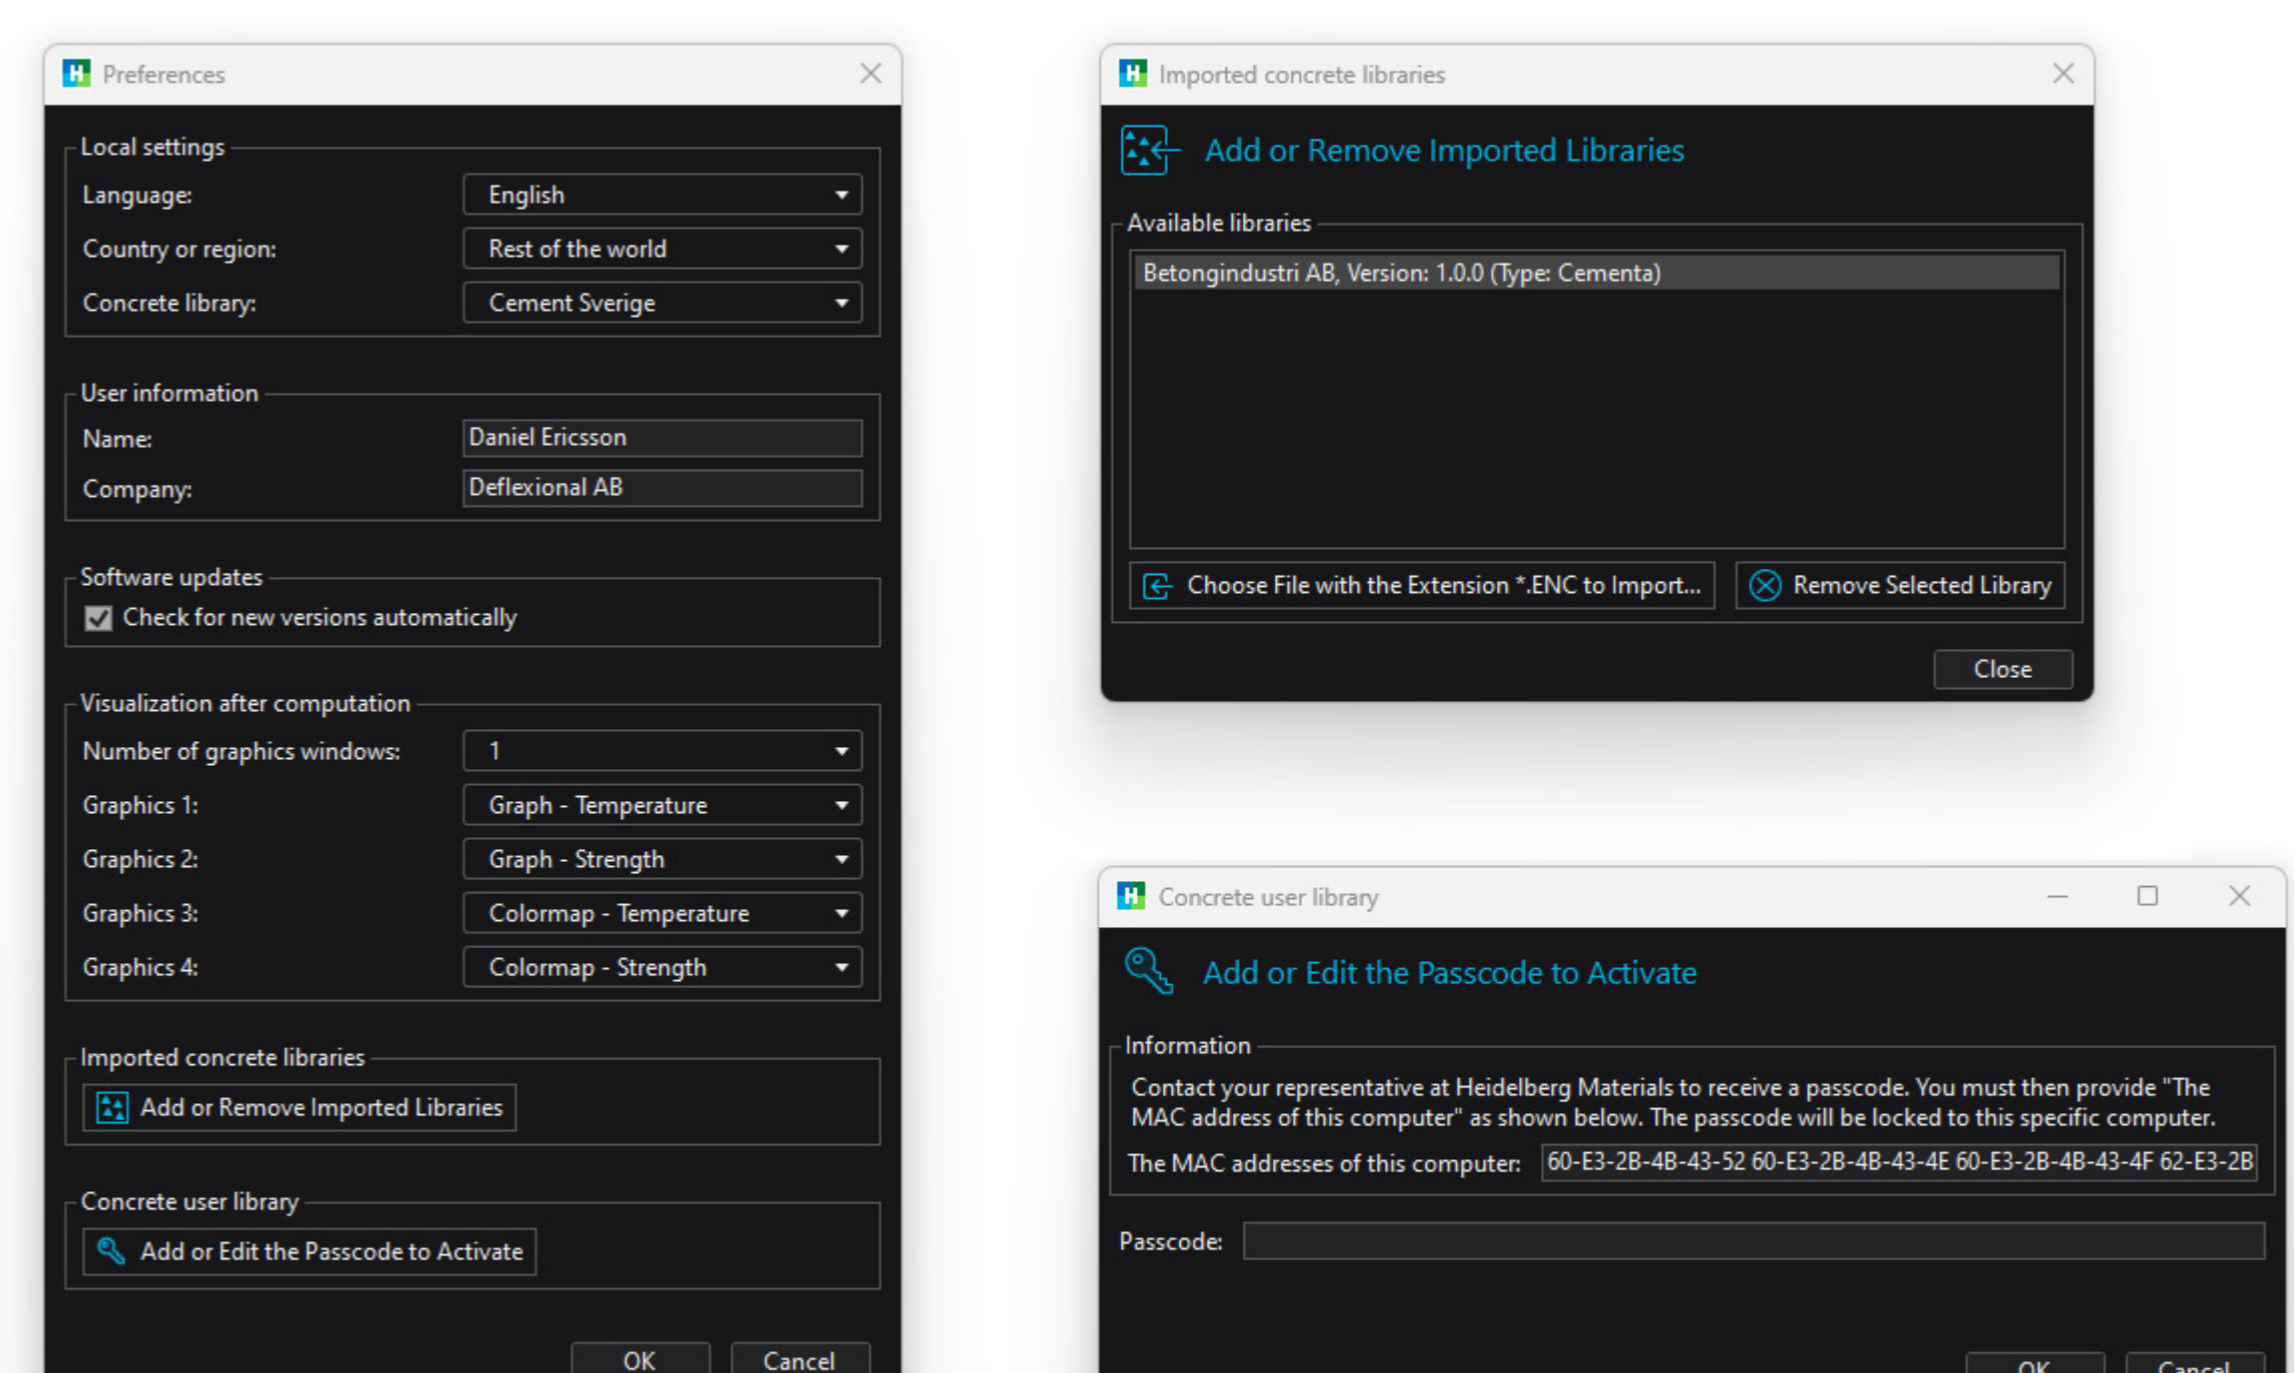 Preferences
Local settings
Language: English
Country or region: Rest of the world
Concrete library: Cement Sverige
User information
Name: Daniel Ericsson
Company: Deflexional AB
Software updates
Check for new versions automatically
Visualization after computation
Number of graphics windows: 1
Graphics 1: Graph - Temperature
Graphics 2: Graph - Strength
Graphics 3: Colormap - Temperature
Graphics 4: Colormap - Strength
Imported concrete libraries
Add or Remove Imported Libraries
Concrete user library
Add or Edit the Passcode to Activate
OK Cancel
Imported concrete libraries
Add or Remove Imported Libraries
Available libraries
Betongindustri AB, Version: 1.0.0 (Type: Cementa)
Choose File with the Extension *.ENC to Import... Remove Selected Library
Close
Concrete user library
Add or Edit the Passcode to Activate
Information
Contact your representative at Heidelberg Materials to receive a passcode. You must then provide "The
MAC address of this computer" as shown below. The passcode will be locked to this specific computer.
The MAC addresses of this computer: 60-E3-2B-4B-43-52 60-E3-2B-4B-43-4E 60-E3-2B-4B-43-4F 62-E3-2B
Passcode:
OK Cancel